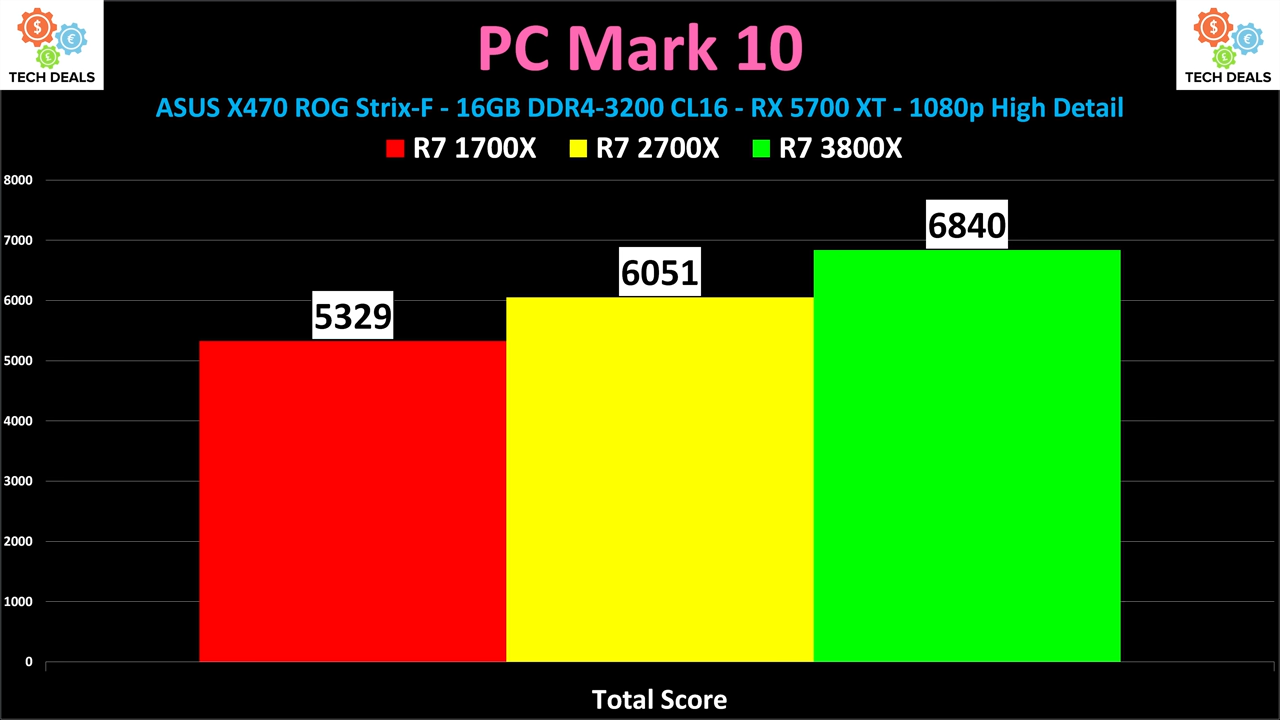 TECH DEALS
PC Mark 10
TECH DEALS
ASUS X470 ROG Strix-F - 16GB DDR4-3200 CL16 - RX 5700 XT - 1080p High Detail
R7 1700X R7 2700X R7 3800X
8000
7000
6000
5000
4000
3000
2000
1000
0
5329
6051
6840
Total Score